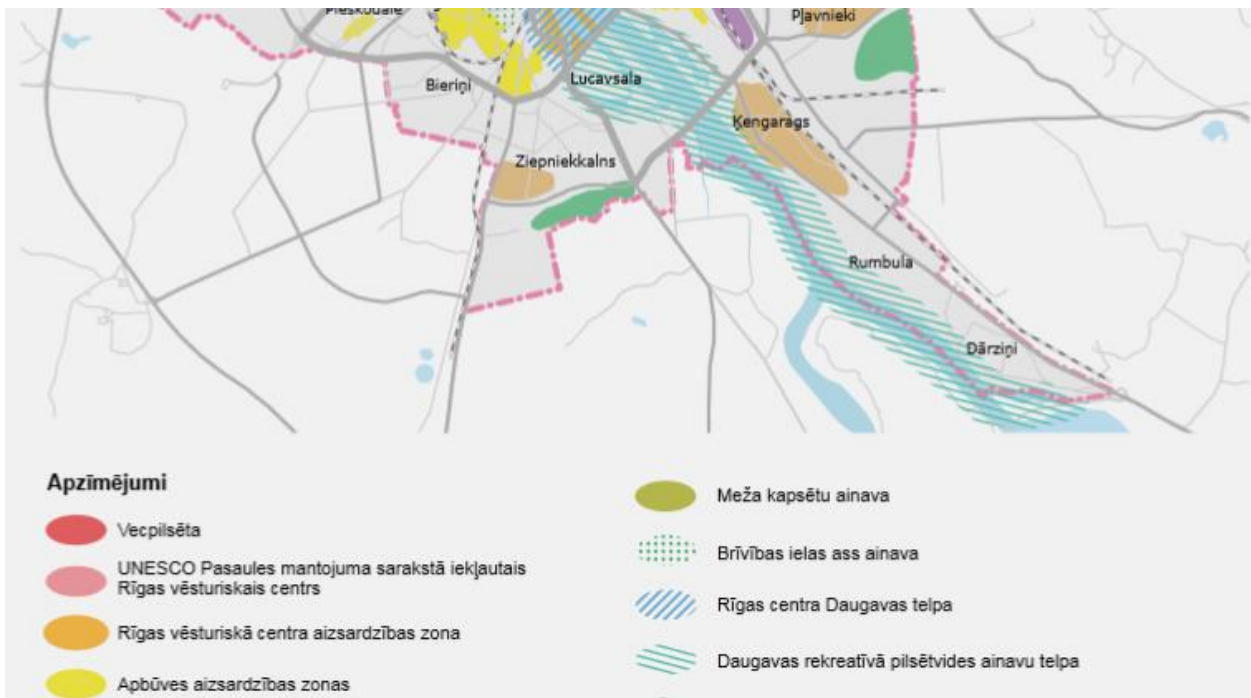 Pleskodāle
Pļavnieki
Bieriņi
Lucavsala
Ķengarags
Ziepniekkalns
Rumbula
Dārziņi
Apzīmējumi
Vecpilsēta
UNESCO Pasaules mantojuma sarakstā iekļautais
Rīgas vēsturiskais centrs
Rīgas vēsturiskā centra aizsardzības zona
Apbūves aizsardzības zonas
Meža kapsētu ainava
Brīvības ielas ass ainava
Rīgas centra Daugavas telpa
Daugavas rekreatīvā pilsētvides ainavu telpa